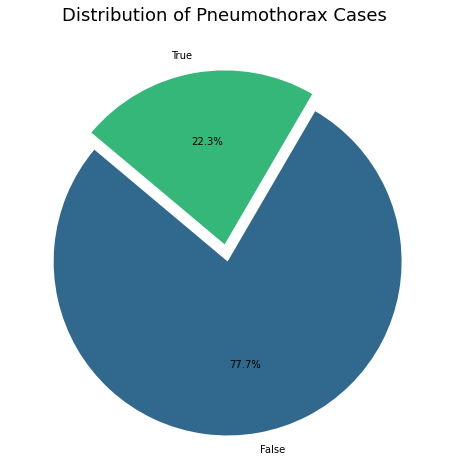 Distribution of Pneumothorax Cases
True
22.3%
77.7%
False